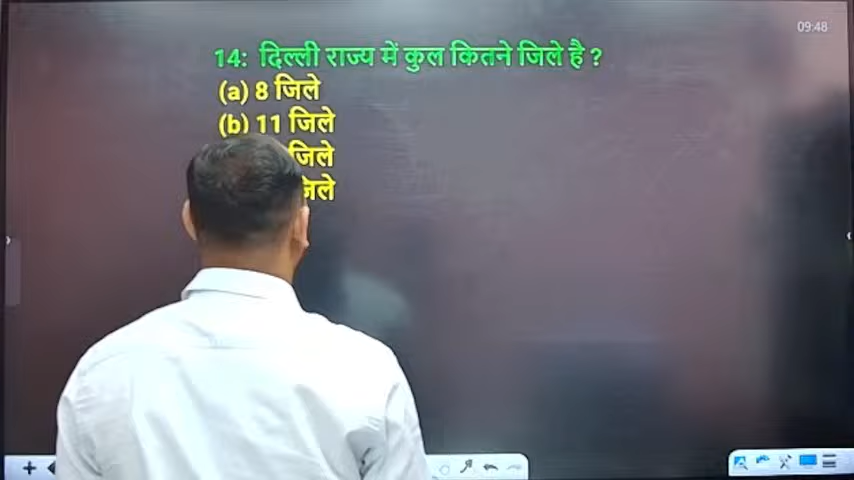 09:48
14: दिल्ली राज्य में कुल कितने जिले है ?
(a) 8 जिले
(b) 11 जिले
जिले
जिले